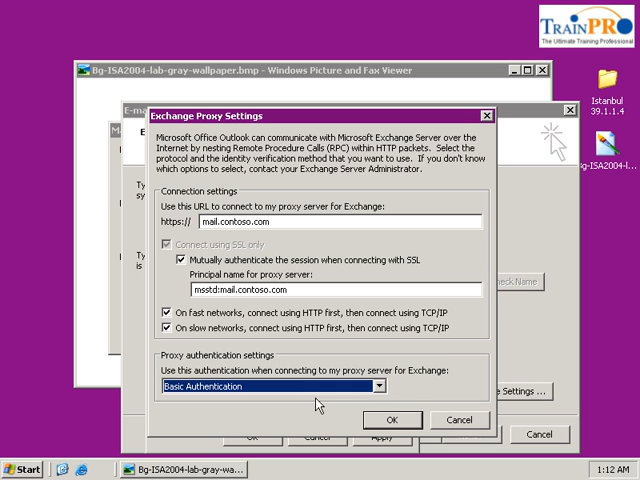 TRAINPRO
The Ultimate Training Professional
Bg-ISA2004-lab-gray-wallpaper.bmp - Windows Picture and Fax Viewer
Istanbul
39.1.1.4
Bg-ISA2004-l...
E-ma
Exchange Proxy Settings
Microsoft Office Outlook can communicate with Microsoft Exchange Server over the
Internet by nesting Remote Procedure Calls (RPC) within HTTP packets. Select the
protocol and the identity verification method that you want to use. If you don't know
which options to select, contact your Exchange Server Administrator.
Connection settings
Use this URL to connect to my proxy server for Exchange:
https:// mail.contoso.com
Connect using SSL only
Mutually authenticate the session when connecting with SSL
Principal name for proxy server:
msstd:mail.contoso.com
heck Name
On fast networks, connect using HTTP first, then connect using TCP/IP
On slow networks, connect using HTTP first, then connect using TCP/IP
Proxy authentication settings
Use this authentication when connecting to my proxy server for Exchange:
Basic Authentication
e Settings ...
OK Cancel
Cancel
Start
Bg-ISA2004-lab-gray-wa...
1:12 AM